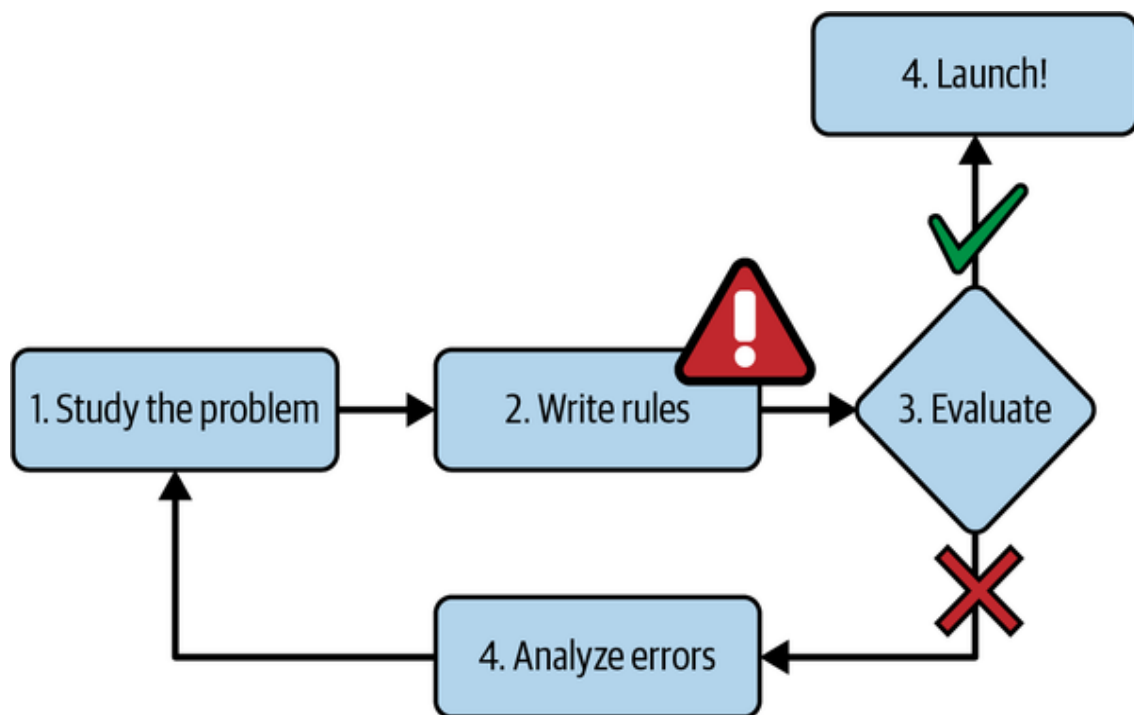 4. Launch!
1. Study the problem
2. Write rules
3. Evaluate
4. Analyze errors